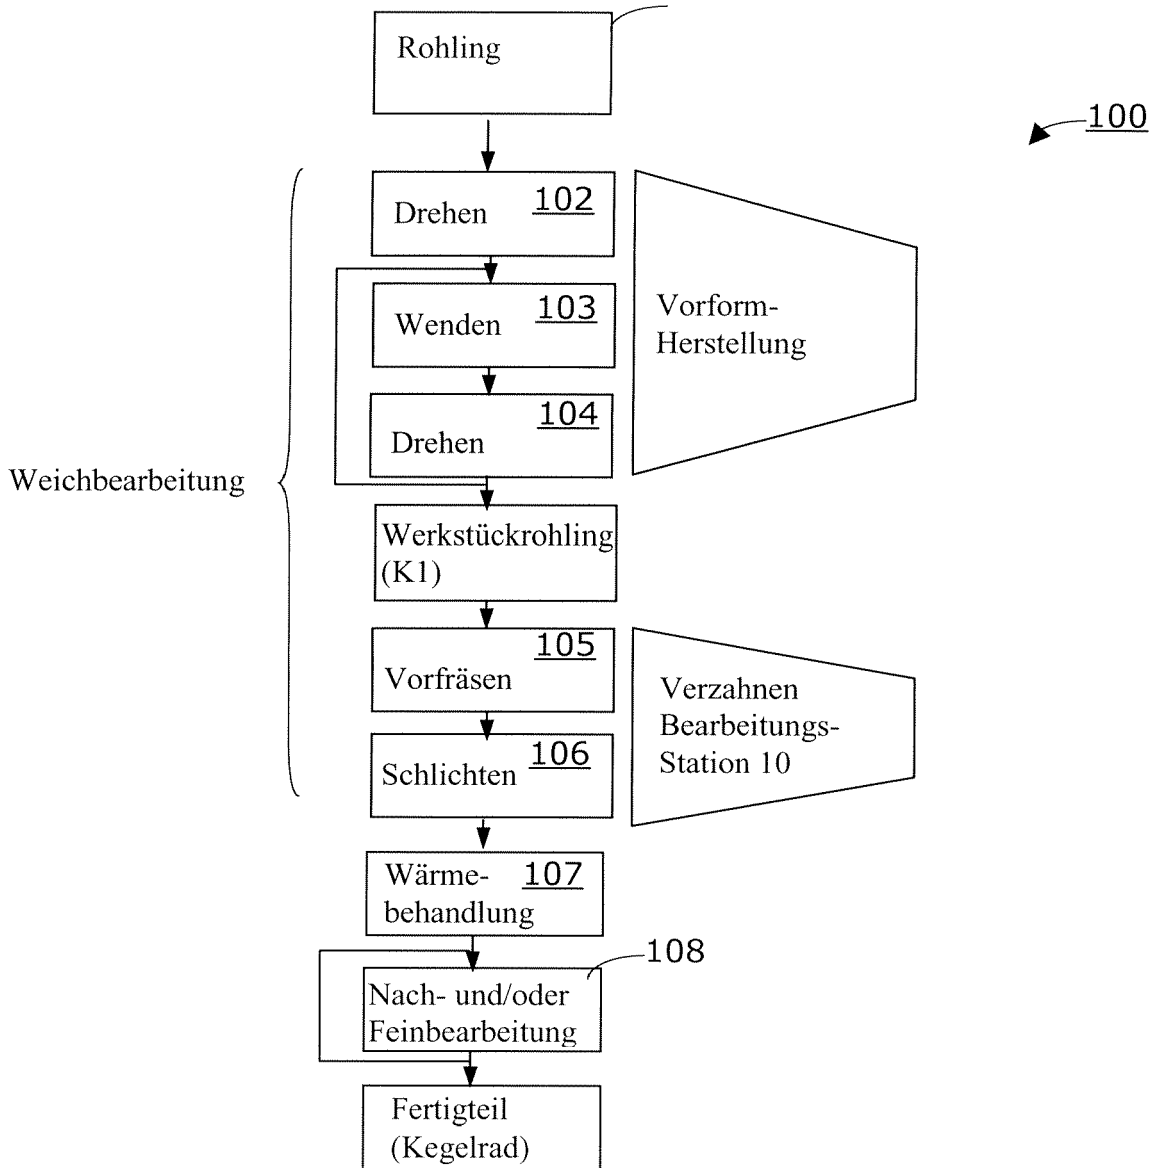 Rohling
100
102
Drehen
103
Wenden
Vorform-
Herstellung
104
Drehen
Weichbearbeitung
Werkstückrohling
(K1)
105
Vorfräsen
Verzahnen
Bearbeitungs-
Station 10
106
Schlichten
Wärme- 107
behandlung
108
Nach- und/oder
Feinbearbeitung
Fertigteil
(Kegelrad)